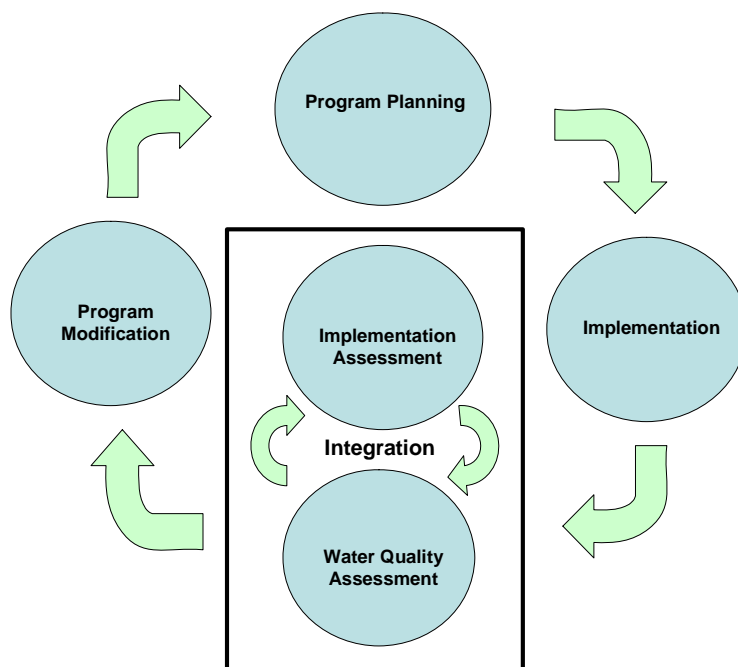 Program Planning
Program
Modification
Implementation
Assessment
Implementation
Integration
Water Quality
Assessment